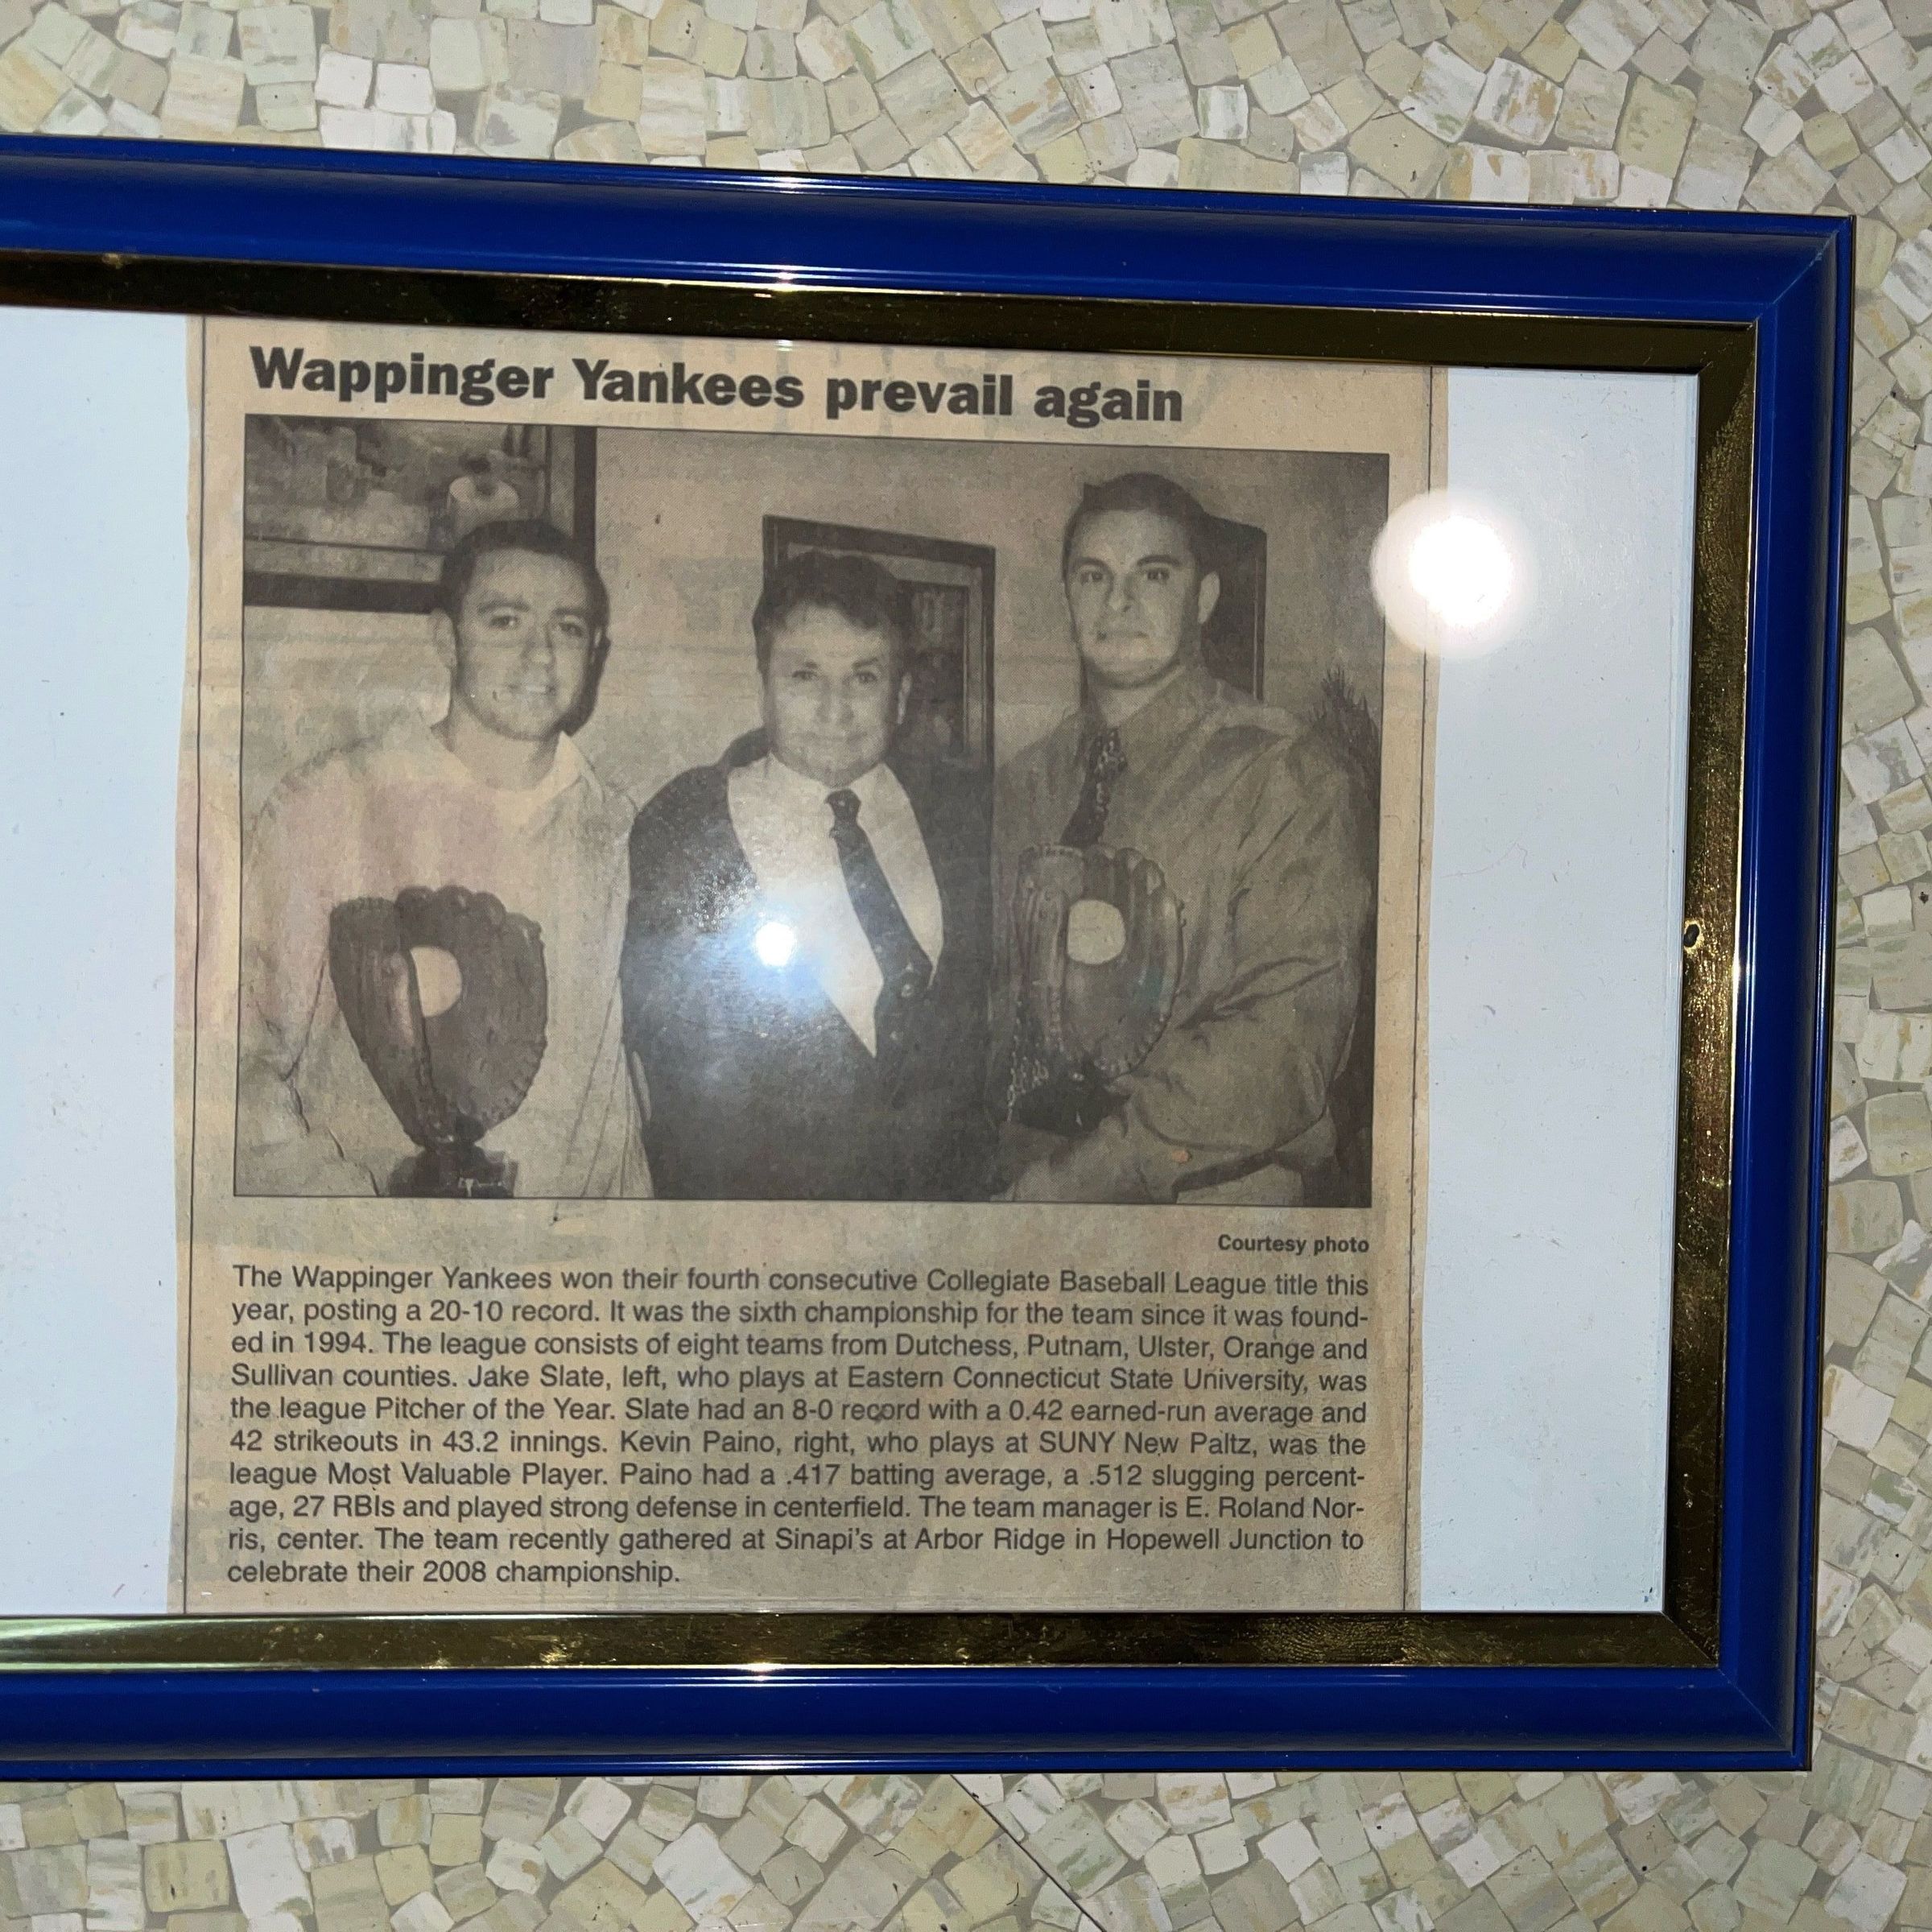 Wappinger Yankees prevail again
Courtesy photo
The Wappinger Yankees won their fourth consecutive Collegiate Baseball League title this
year, posting a 20-10 record. It was the sixth championship for the team since it was found-
ed in 1994. The league consists of eight teams from Dutchess, Putnam, Ulster, Orange and
Sullivan counties. Jake Slate, left, who plays at Eastern Connecticut State University, was
the league Pitcher of the Year. Slate had an 8-0 record with a 0.42 earned-run average and
42 strikeouts in 43.2 innings. Kevin Paino, right, who plays at SUNY New Paltz, was the
league Most Valuable Player. Paino had a .417 batting average, a .512 slugging percent-
age, 27 RBIs and played strong defense in centerfield. The team manager is E. Roland Nor-
ris, center. The team recently gathered at Sinapi's at Arbor Ridge in Hopewell Junction to
celebrate their 2008 championship.